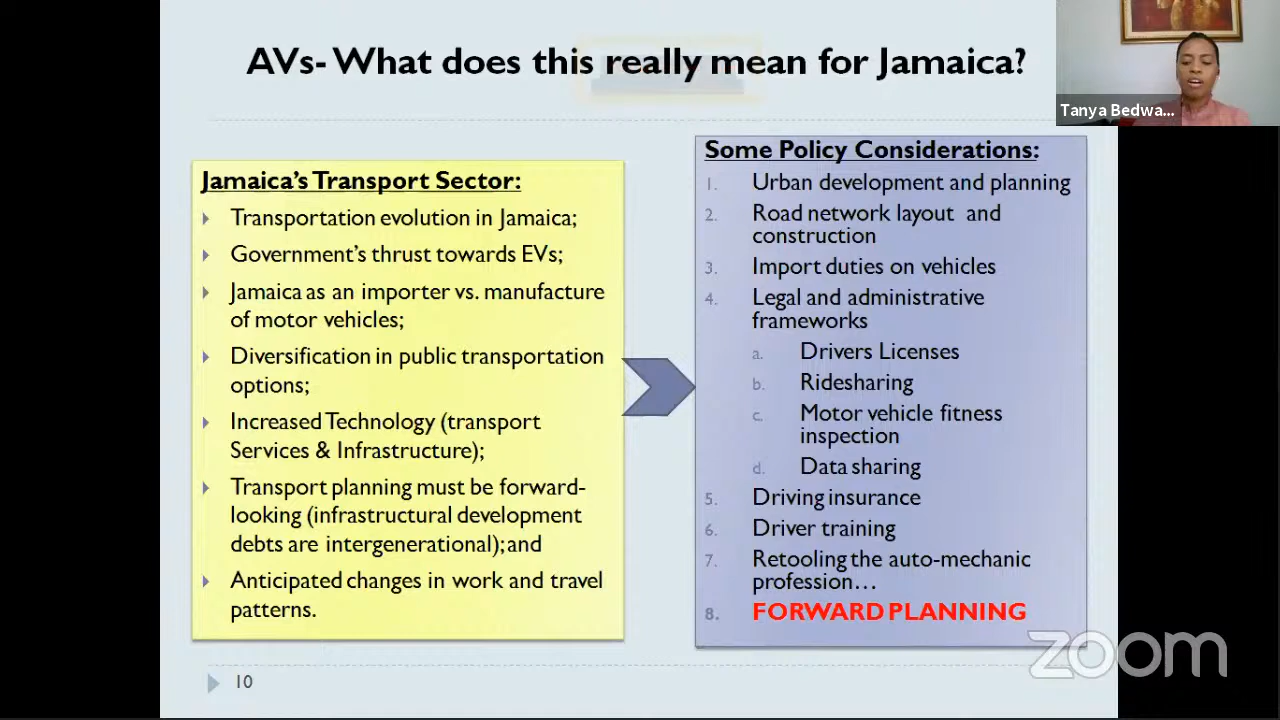 AVs- What does this really mean for Jamaica?
Tanya Bedwa...
Jamaica's Transport Sector:
Transportation evolution in Jamaica;
Government's thrust towards EVs;
Jamaica as an importer vs. manufacture
of motor vehicles;
Diversification in public transportation
options;
Increased Technology (transport
Services & Infrastructure);
Transport planning must be forward-
looking (infrastructural development
debts are intergenerational); and
Anticipated changes in work and travel
patterns.
Some Policy Considerations:
1. Urban development and planning
2. Road network layout and
construction
3. Import duties on vehicles
4. Legal and administrative
frameworks
a. Drivers Licenses
b. Ridesharing
c. Motor vehicle fitness
inspection
d. Data sharing
5. Driving insurance
6. Driver training
7. Retooling the auto-mechanic
profession...
8. FORWARD PLANNING
zoom
10